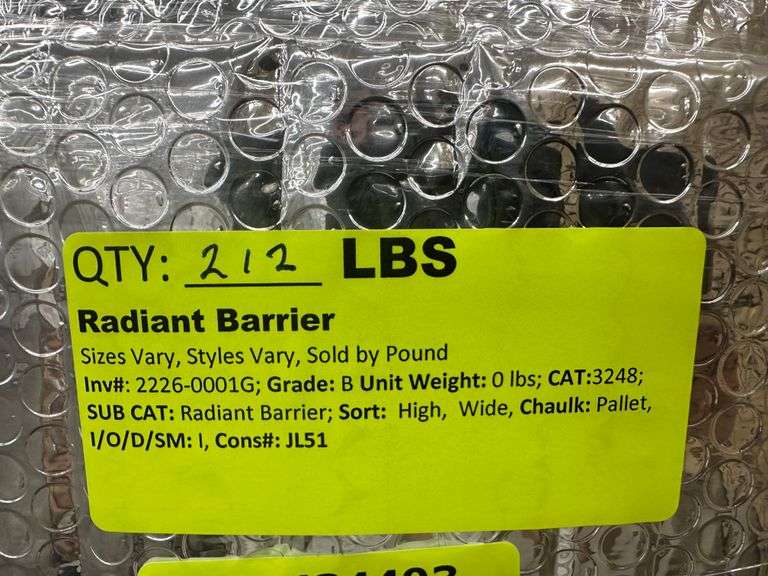 QTY: 212 LBS
Radiant Barrier
Sizes Vary, Styles Vary, Sold by Pound
Inv#: 2226-0001G; Grade: B Unit Weight: 0 lbs; CAT:3248;
SUB CAT: Radiant Barrier; Sort: High, Wide, Chaulk: Pallet,
I/O/D/SM: I, Cons#: JL51